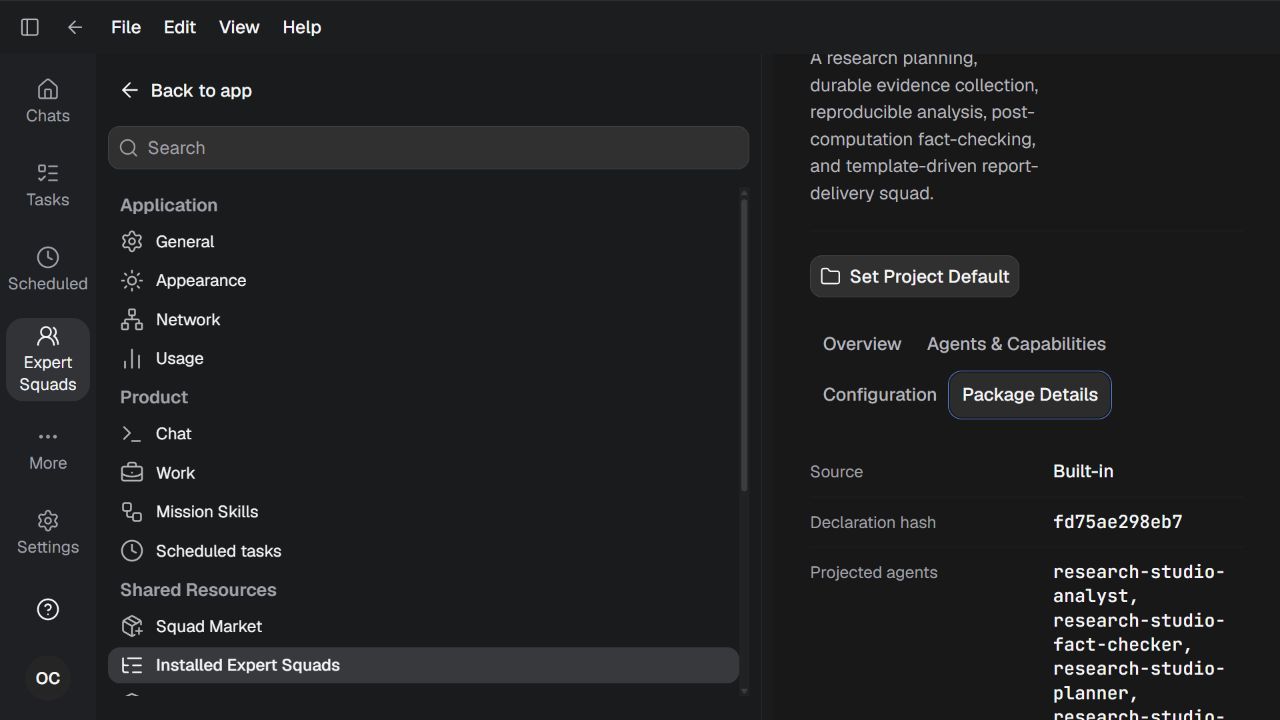 File Edit View Help
Chats
Tasks
Scheduled
Expert
Squads
More
Settings
OC
Back to app
Search
Application
General
Appearance
Network
Usage
Product
Chat
Work
Mission Skills
Scheduled tasks
Shared Resources
Squad Market
Installed Expert Squads
A research planning,
durable evidence collection,
reproducible analysis, post-
computation fact-checking,
and template-driven report-
delivery squad.
Set Project Default
Overview Agents & Capabilities
Configuration Package Details
Source Built-in
Declaration hash fd75ae298eb7
Projected agents research-studio-
analyst,
research-studio-
fact-checker,
research-studio-
planner,
research-studio-